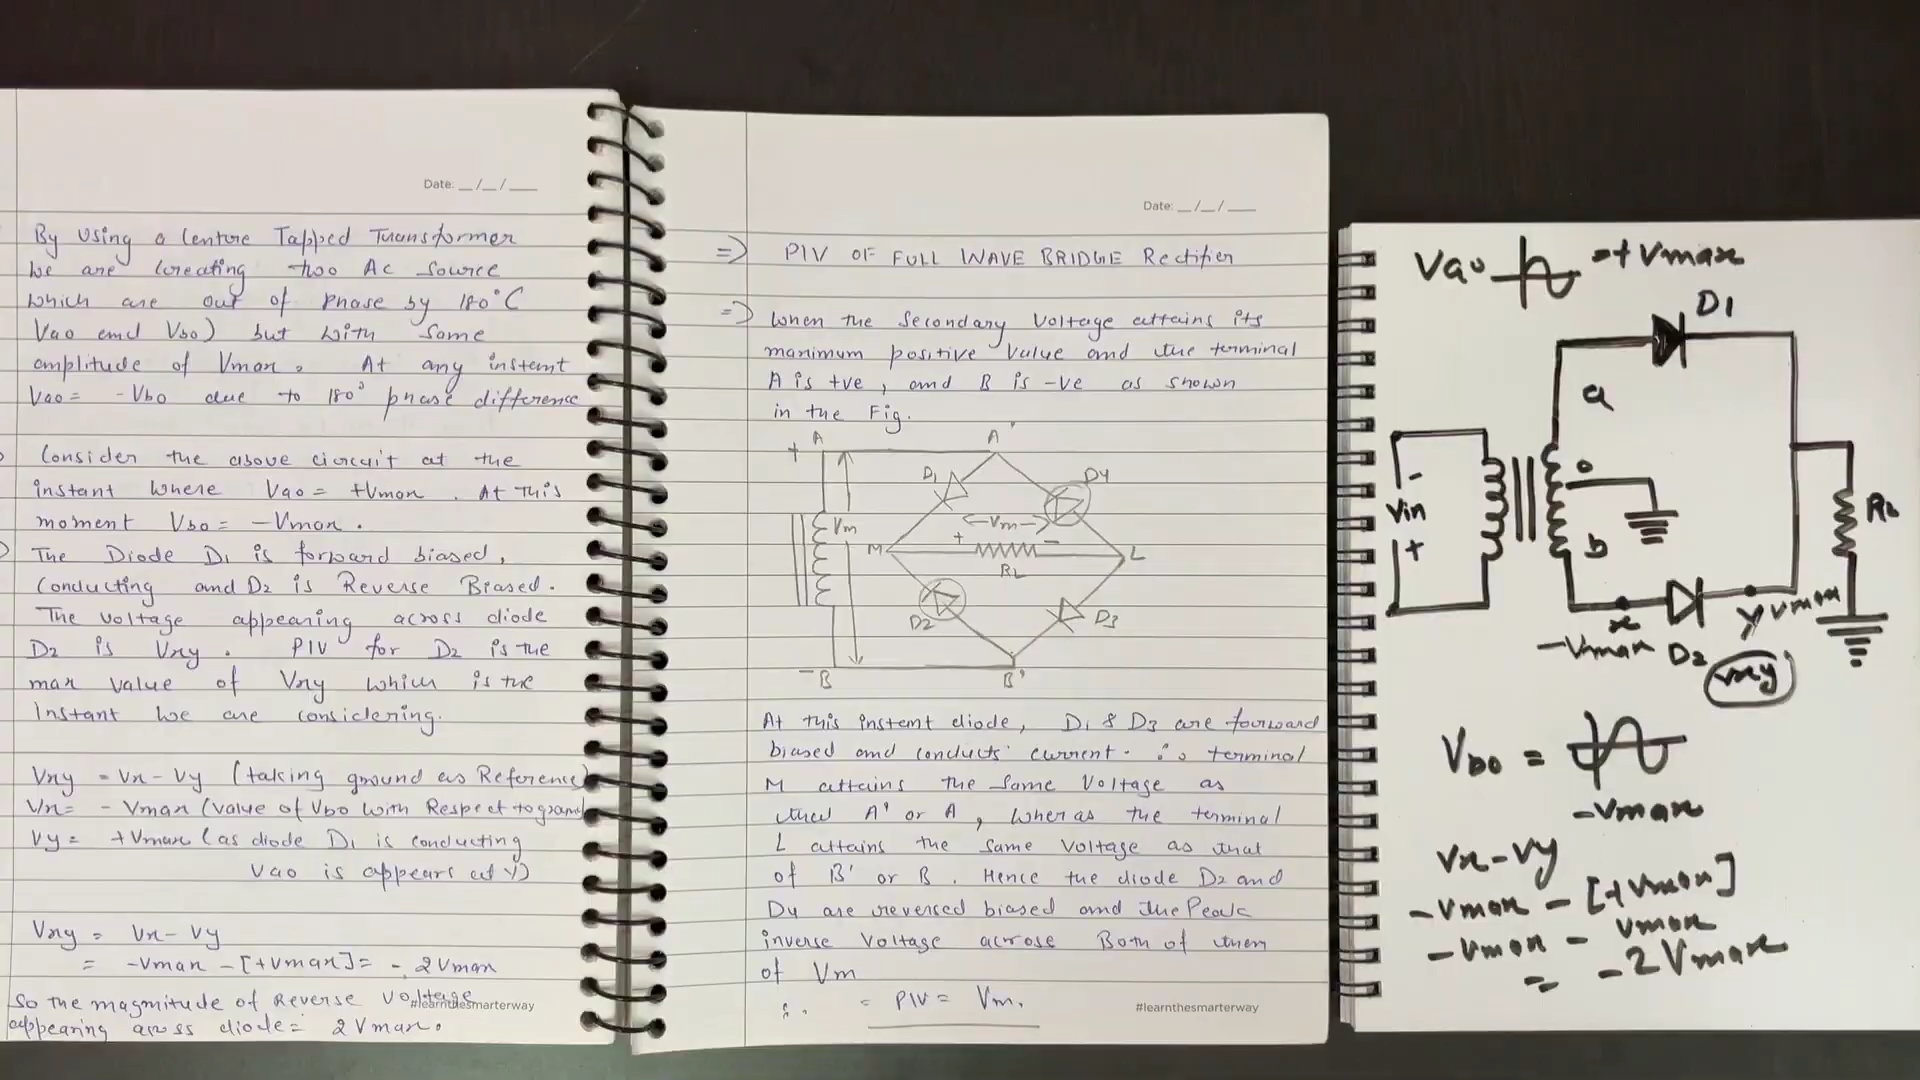 Date: __/__/____
By using a Centre Tapped Transformer
we are creating two AC source
which are out of phase by 180°C
Vao and Vbo) but with same
amplitude of Vmax. At any instant
Vao = -Vbo due to 180° phase difference
Consider the above circuit at the
instant where Vao = +Vmax. At this
moment Vbo = -Vmax.
The Diode D1 is forward biased,
Conducting and D2 is Reverse Biased.
The voltage appearing across diode
D2 is Vxy. PIV for D2 is the
max value of Vxy which is the
Instant we are considering.
Vxy = Vx - Vy (taking ground as Reference)
Vx = - Vmax (value of Vbo with Respect to ground
Vy = +Vmax (as diode D1 is conducting
Vao is appears at Y)
Vxy = Vx - Vy
= -Vmax - [+Vmax] = - 2Vmax
So the magnitude of Reverse Voltage
#learnthesmarterway
appearing across diode = 2Vmax.
Date: __/__/____
=> PIV OF FULL WAVE BRIDGE Rectifier
=> When the Secondary Voltage attains its
maximum positive value and the terminal
A is +ve, and B is -ve as shown
in the Fig.
+ A A'
D1 D4
Vm ←Vm→
M + - L
RL
D2 D3
- B B'
At this instant diode, D1 & D3 are forward
biased and conducts current. ∴ terminal
M attains the same voltage as
that A' or A, wheras the terminal
L attains the same voltage as that
of B' or B. Hence the diode D2 and
D4 are reversed biased and the Peak
inverse Voltage across Both of them
of Vm
∴ = PIV = Vm.
#learnthesmarterway
Vao = +Vmax
D1
a
o
- Vin +
RL
b
x y Vmax
-Vmax D2
Vxy
Vbo =
-Vmax
Vx - Vy
-Vmax - [+Vmax]
-Vmax - Vmax
= -2Vmax